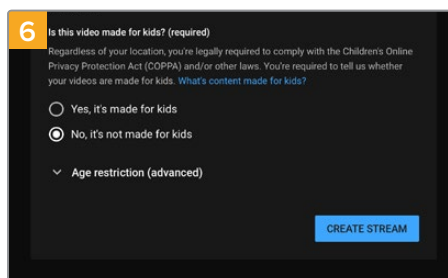 6
Is this video made for kids? (required)
Regardless of your location, you're legally required to comply with the Children's Online
Privacy Protection Act (COPPA) and/or other laws. You're required to tell us whether
your videos are made for kids. What's content made for kids?
Yes, it's made for kids
No, it's not made for kids
Age restriction (advanced)
CREATE STREAM